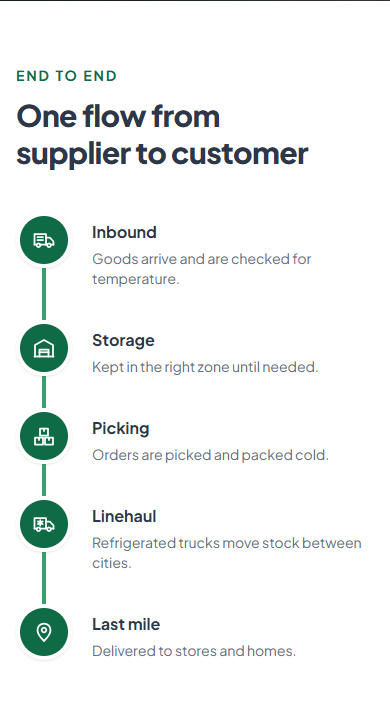 END TO END
One flow from
supplier to customer
Inbound
Goods arrive and are checked for
temperature.
Storage
Kept in the right zone until needed.
Picking
Orders are picked and packed cold.
Linehaul
Refrigerated trucks move stock between
cities.
Last mile
Delivered to stores and homes.